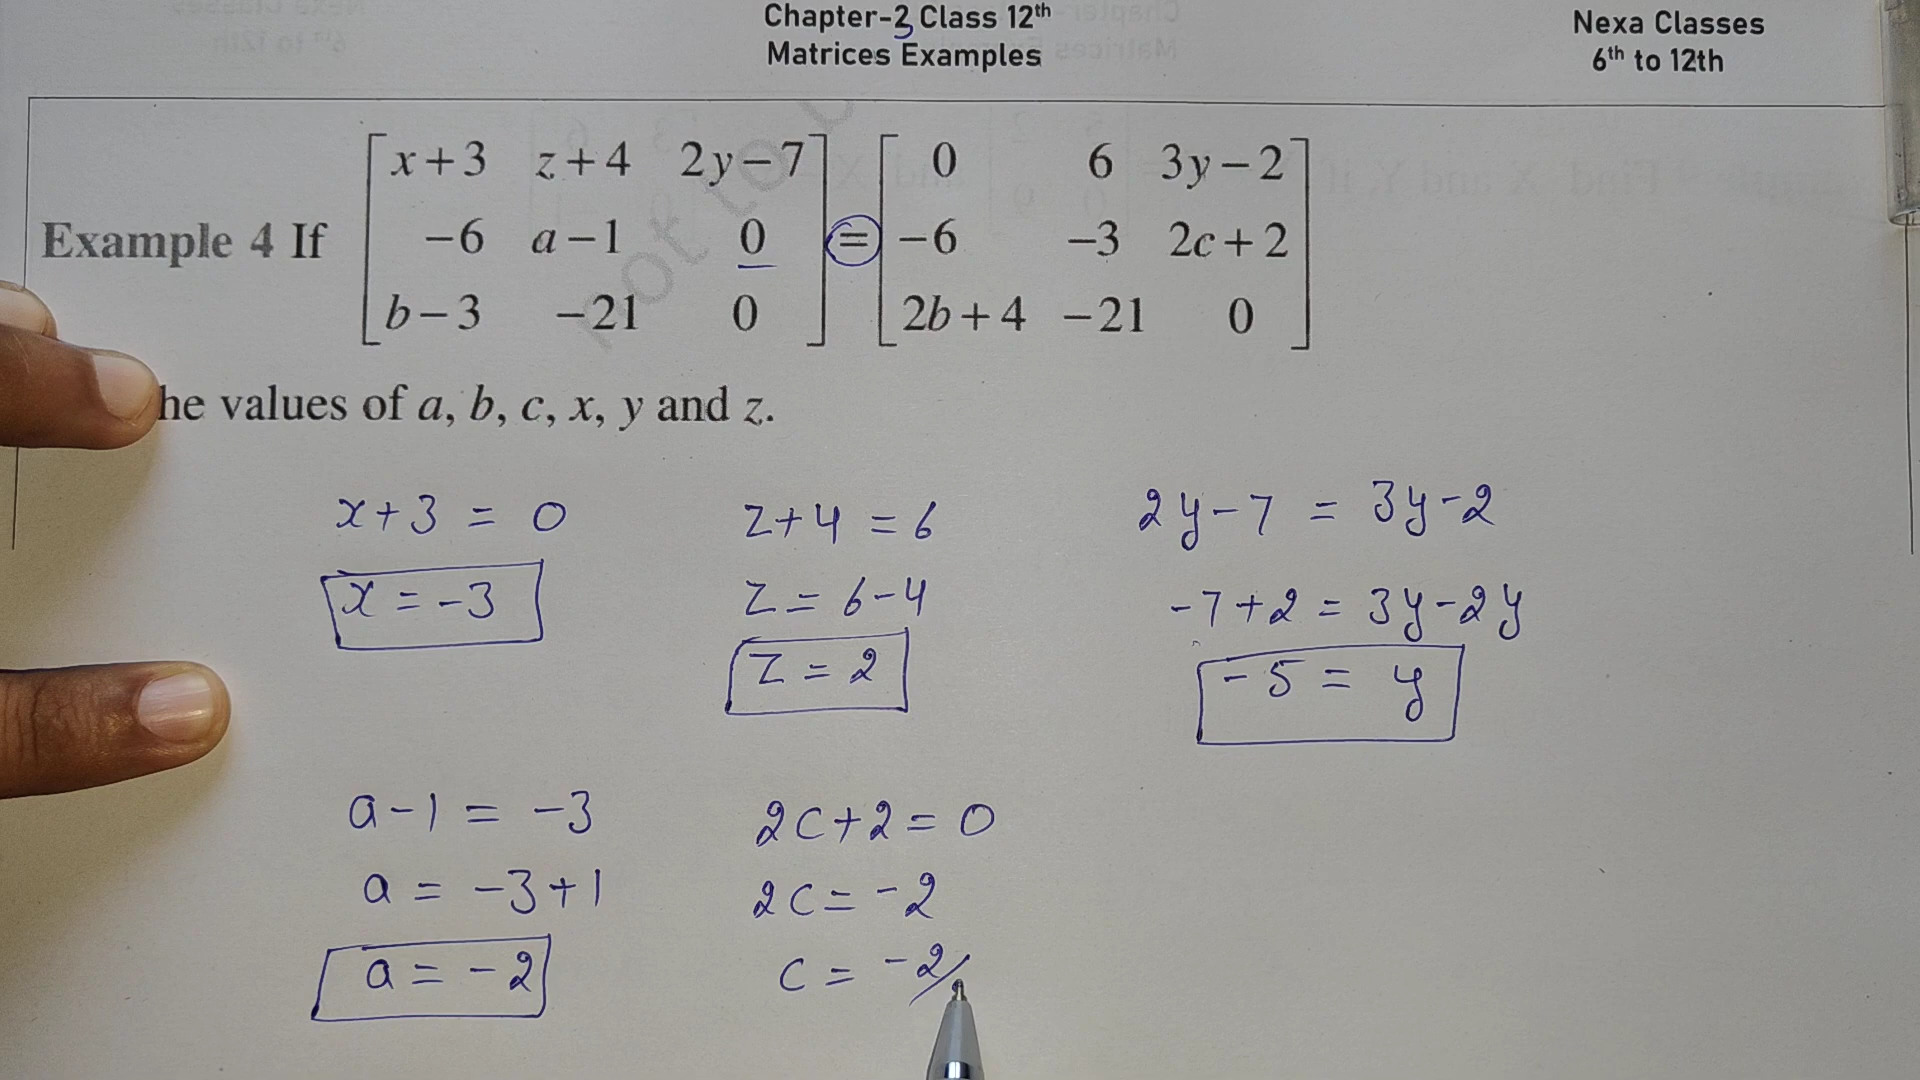 Chapter-3 Class 12th
Matrices Examples
Nexa Classes
6th to 12th
Example 4 If [x+3 z+4 2y−7; −6 a−1 0; b−3 −21 0] = [0 6 3y−2; −6 −3 2c+2; 2b+4 −21 0]
he values of a, b, c, x, y and z.
x+3 = 0
x = -3
z+4 = 6
z = 6-4
z = 2
2y-7 = 3y-2
-7+2 = 3y-2y
-5 = y
a-1 = -3
a = -3+1
a = -2
2c+2 = 0
2c = -2
c = -2/
not to